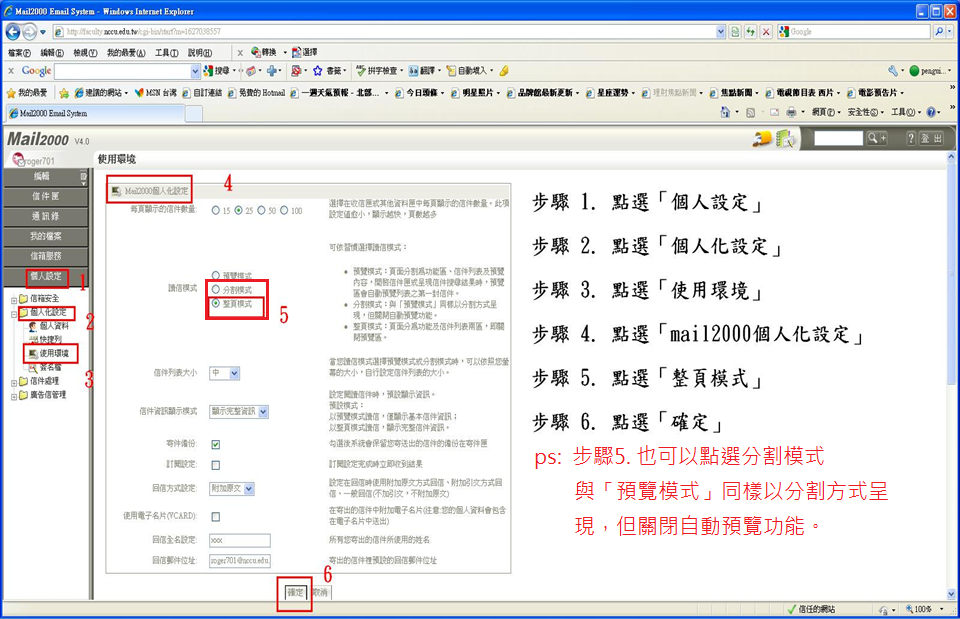 Mail2000 Email System - Windows Internet Explorer
http://faculty.nccu.edu.tw/cgi-bin/start?m=1627038557
Google
檔案(F) 編輯(E) 檢視(V) 我的最愛(A) 工具(T) 說明(H) × 轉換 選擇
× Google 搜尋 書籤 拼字檢查 翻譯 自動填入
我的最愛 建議的網站 MSN 台灣 自訂連結 免費的 Hotmail 一週天氣預報 - 北部... 今日頭條 明星照片 品牌館最新更新 星座運勢 理財焦點新聞 焦點新聞 電視節目表 西片 電影預告片
Mail2000 Email System 網頁(P) 安全性(S) 工具(O)
Mail2000 V4.0
登 出
roger701
使用環境
編輯
信件匣
通訊錄
我的檔案
信箱服務
個人設定
1
信箱安全
個人化設定
2
個人資料
快捷列
使用環境
簽名檔
3
信件處理
廣告信管理
Mail2000個人化設定
4
每頁顯示的信件數量: 15 25 50 100
選擇在收信匣或其他資料匣中每頁顯示的信件數量。此項
設定值愈小，顯示越快，頁數越多
讀信模式
預覽模式
分割模式
整頁模式
5
可依習慣選擇讀信模式：
預覽模式：頁面分割為功能區、信件列表及預覽
內容，開啟信件匣或呈現信件搜尋結果時，預覽
區會自動預覽列表之第一封信件。
分割模式：與「預覽模式」同樣以分割方式呈
現，但關閉自動預覽功能。
整頁模式：頁面分為功能及信件列表兩區，即關
閉預覽區。
信件列表大小 中
當您讀信模式選擇預覽模式或分割模式時，可以依照您螢
幕的大小，自行設定信件列表的大小。
信件資訊顯示模式 顯示完整資訊
設定閱讀信件時，預設顯示資訊。
預設模式：
以預覽模式讀信，僅顯示基本信件資訊；
以整頁模式讀信，顯示完整信件資訊。
寄件備份: 勾選後系統會保留您寄送出的信件的備份在寄件匣
訂閱設定: 訂閱設定完成時立即收到結果
回信方式設定: 附加原文
設定在回信時使用附加原文方式回信、附加引文方式回
信、一般回信(不加引文，不附加原文)
使用電子名片(VCARD):
在寄出的信件中附加電子名片(注意:您的個人資料會包含
在電子名片中送出)
回信全名設定: xxx 所有您寄出的信件所使用的姓名
回信郵件位址: roger701@nccu.edu. 寄出的信件裡預設的回信郵件位址
確定 取消
6
步驟 1. 點選「個人設定」
步驟 2. 點選「個人化設定」
步驟 3. 點選「使用環境」
步驟 4. 點選「mail2000個人化設定」
步驟 5. 點選「整頁模式」
步驟 6. 點選「確定」
ps: 步驟5. 也可以點選分割模式
與「預覽模式」同樣以分割方式呈
現，但關閉自動預覽功能。
信任的網站 100%